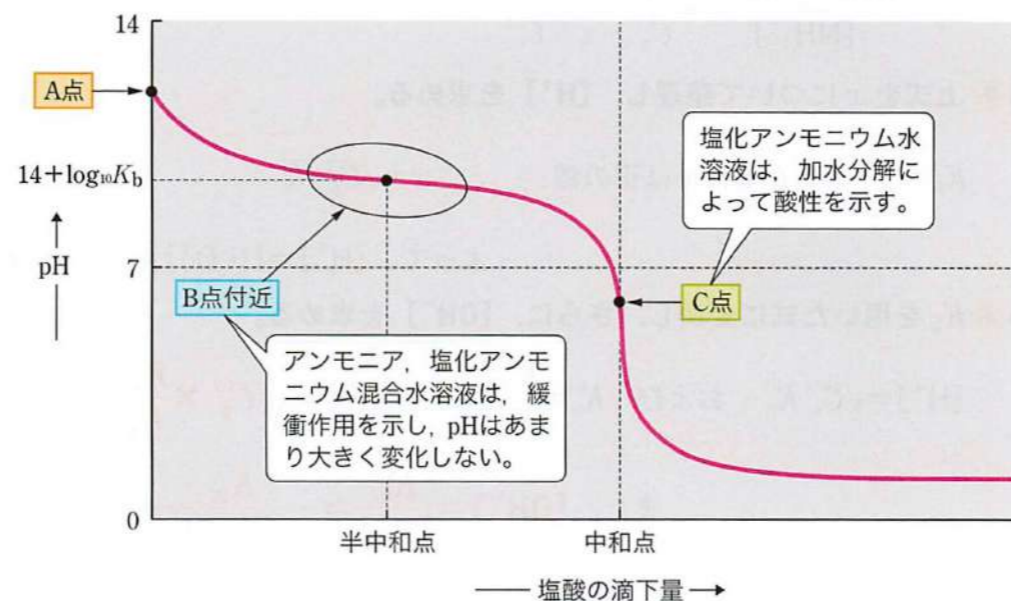 14
A点
塩化アンモニウム水
溶液は，加水分解に
よって酸性を示す。
14+log₁₀K_b
pH
7
B点付近
C点
アンモニア，塩化アンモ
ニウム混合水溶液は，緩
衝作用を示し，pHはあま
り大きく変化しない。
0
半中和点
中和点
塩酸の滴下量